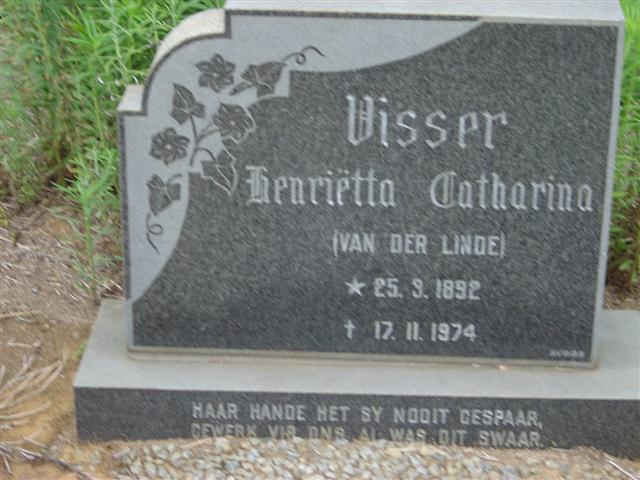 Visser
Henriëtta Catharina
(VAN DER LINDE)
★ 25. 3. 1892
† 17. 11. 1974
HAAR HANDE HET SY NOOIT GESPAAR,
GEWERK VIR ONS AL WAS DIT SWAAR.